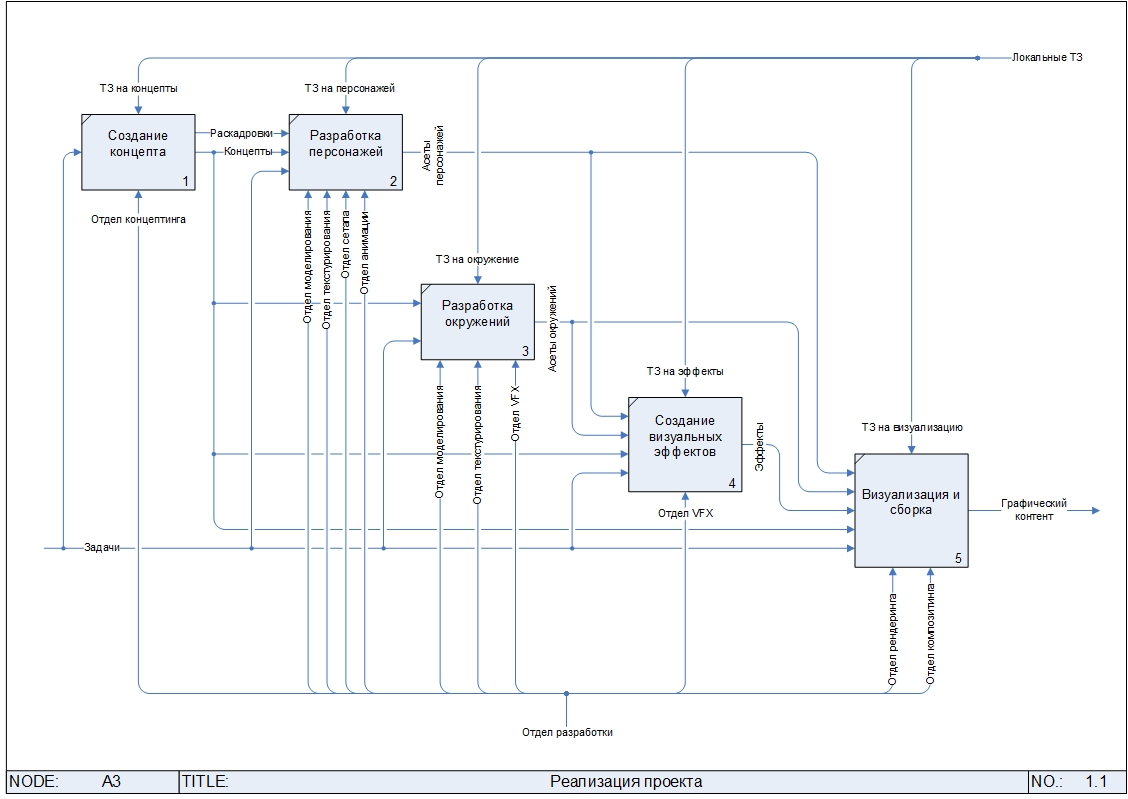 Локальные ТЗ
ТЗ на концепты
ТЗ на персонажей
Создание
концепта
1
Раскадровки
Концепты
Разработка
персонажей
2
Асеты
персонажей
Отдел концептинга
Отдел моделирования
Отдел текстурирования
Отдел сетапа
Отдел анимации
ТЗ на окружение
Разработка
окружений
3
Асеты окружений
Отдел моделирования
Отдел текстурирования
Отдел VFX
ТЗ на эффекты
Создание
визуальных
эффектов
4
Эффекты
Отдел VFX
ТЗ на визуализацию
Визуализация и
сборка
5
Графический
контент
Задачи
Отдел рендеринга
Отдел композитинга
Отдел разработки
NODE: A3 TITLE: Реализация проекта NO.: 1.1